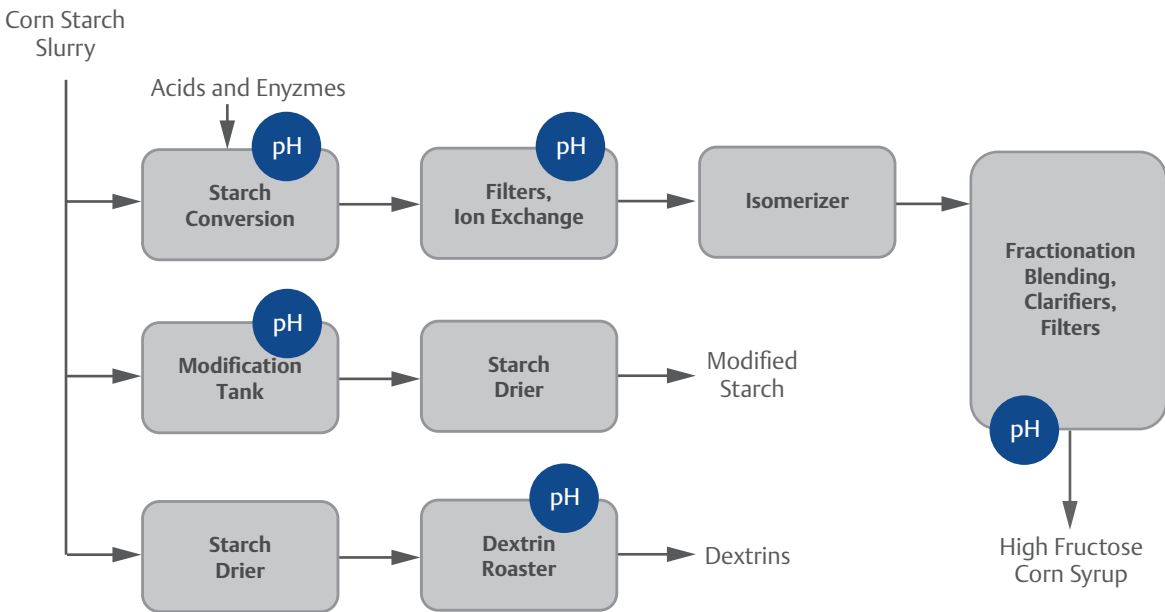 Corn Starch
Slurry
Acids and Enyzmes
pH
pH
Starch
Conversion
Filters,
Ion Exchange
Isomerizer
Fractionation
Blending,
Clarifiers,
Filters
pH
pH
Modification
Tank
Starch
Drier
Modified
Starch
pH
Starch
Drier
Dextrin
Roaster
Dextrins
High Fructose
Corn Syrup